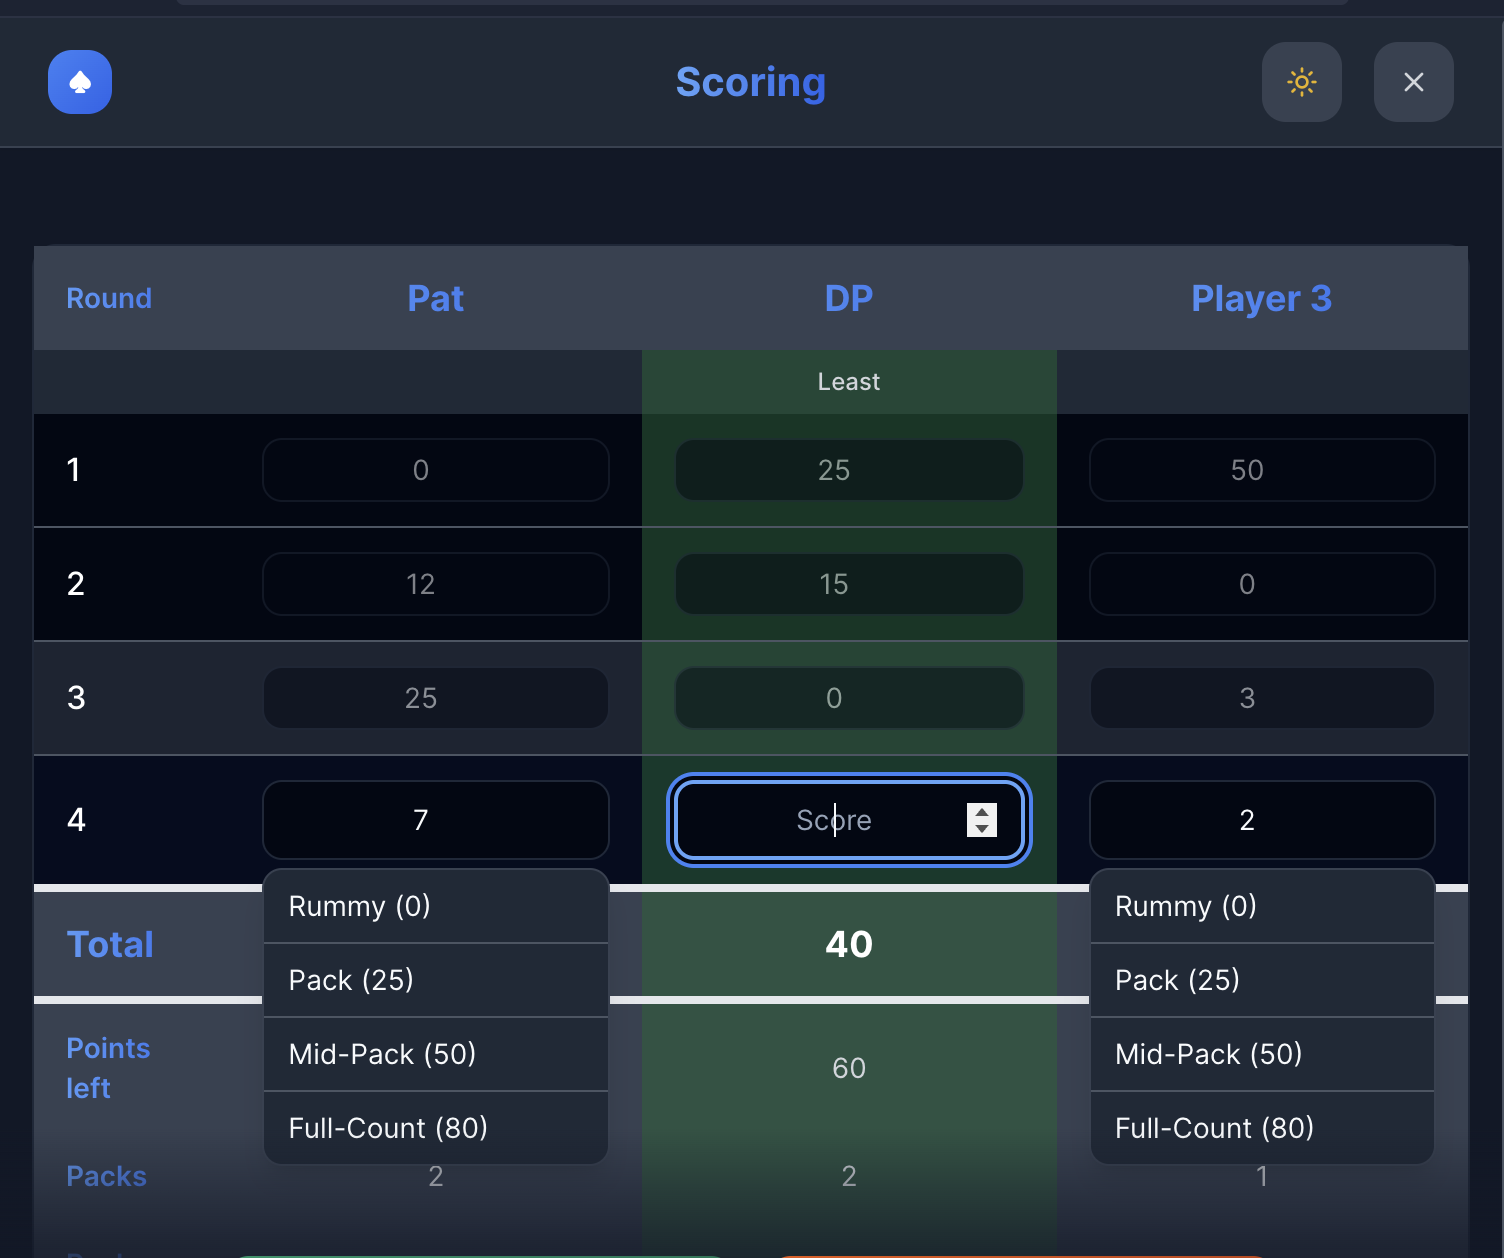 Scoring
Round Pat DP Player 3
Least
1 0 25 50
2 12 15 0
3 25 0 3
4 7 Score 2
Rummy (0) Rummy (0)
Total 40
Pack (25) Pack (25)
Points
left
Mid-Pack (50) 60 Mid-Pack (50)
Full-Count (80) Full-Count (80)
Packs 2 2 1